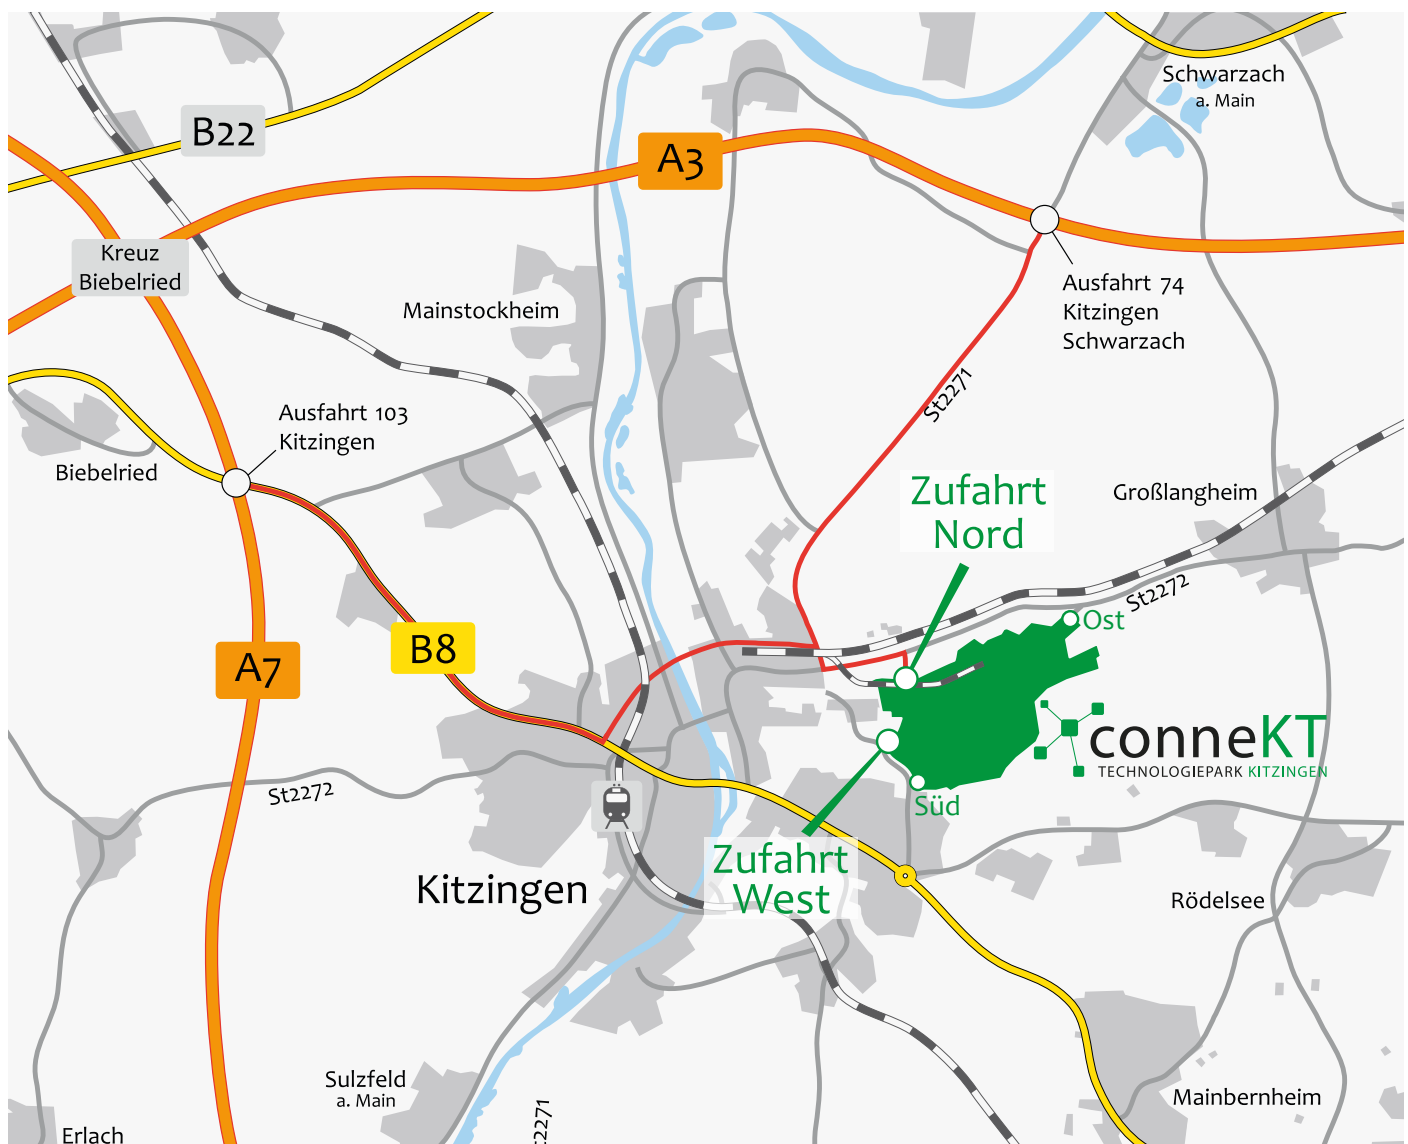 Schwarzach
a. Main
B22
A3
Kreuz
Biebelried
Ausfahrt 74
Kitzingen
Schwarzach
Mainstockheim
St2271
Ausfahrt 103
Kitzingen
Biebelried
Zufahrt
Nord
Großlangheim
St2272
Ost
B8
A7
conneKT
TECHNOLOGIEPARK KITZINGEN
St2272
Süd
Zufahrt
West
Kitzingen
Rödelsee
Sulzfeld
a. Main
t2271
Mainbernheim
Erlach